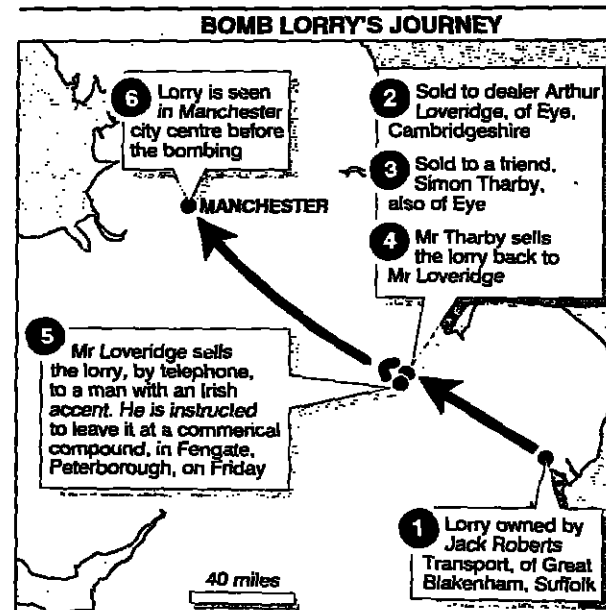 BOMB LORRY'S JOURNEY
6 Lorry is seen
in Manchester
city centre before
the bombing
MANCHESTER
2 Sold to dealer Arthur
Loveridge, of Eye,
Cambridgeshire
3 Sold to a friend,
Simon Tharby,
also of Eye
4 Mr Tharby sells
the lorry back to
Mr Loveridge
5 Mr Loveridge sells
the lorry, by telephone,
to a man with an Irish
accent. He is instructed
to leave it at a commerical
compound, in Fengate,
Peterborough, on Friday
1 Lorry owned by
Jack Roberts
Transport, of Great
Blakenham, Suffolk
40 miles